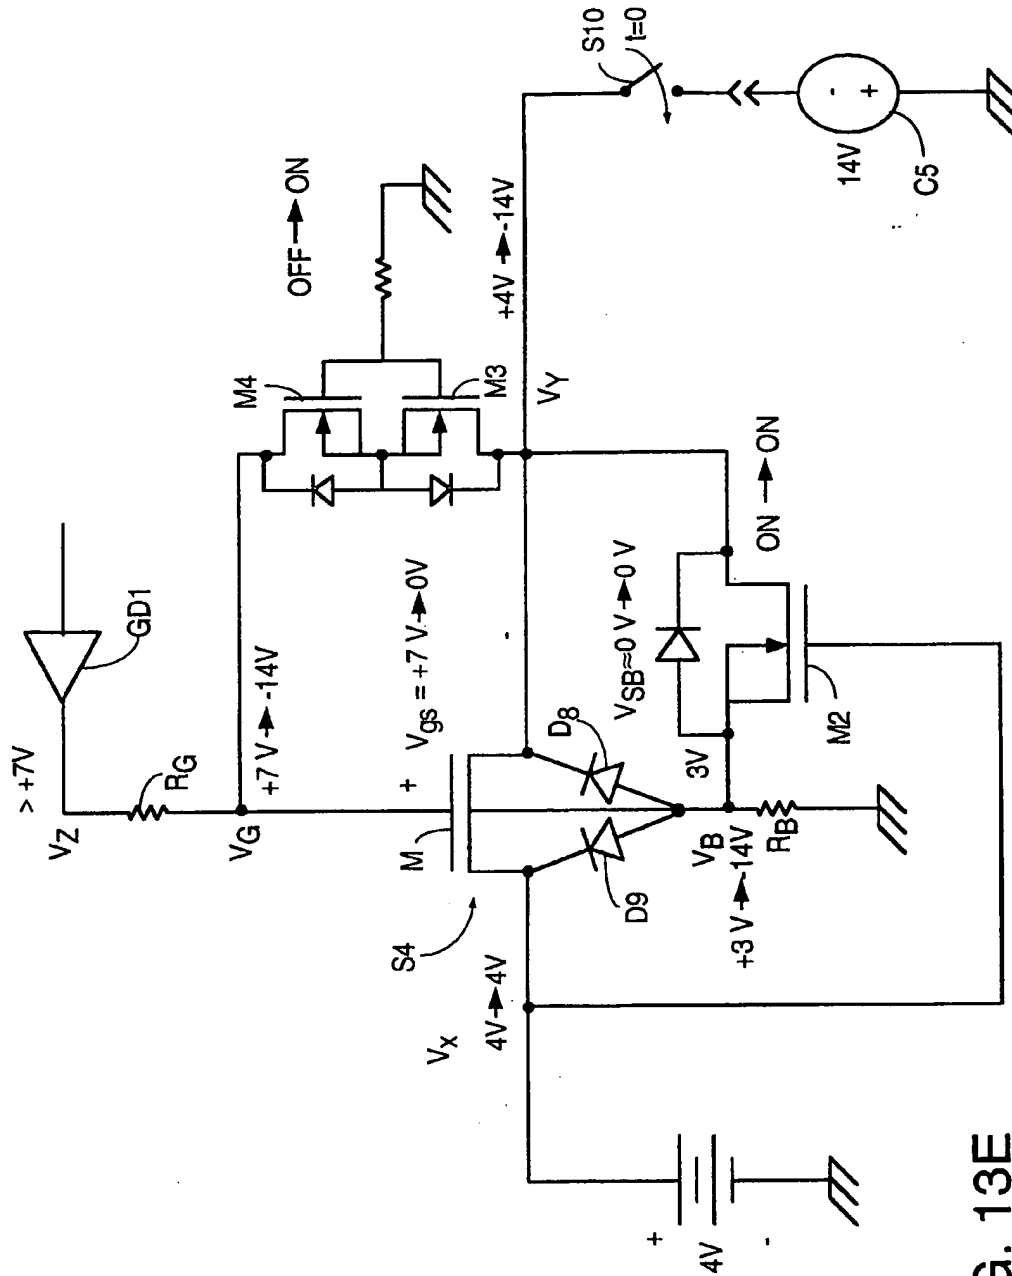 > +7V
VZ
GD1
RG
+7 V → -14V
VG
OFF → ON
M4
M3
S10
t=0
14V
C5
- +
+4V → -14V
VY
Vgs = +7 V → 0V
+
M
S4
D8
D9
VSB≈0 V → 0 V
3V
ON → ON
M2
VB
+3 V → -14V
RB
VX
4V → 4V
+
4V
-
G. 13E